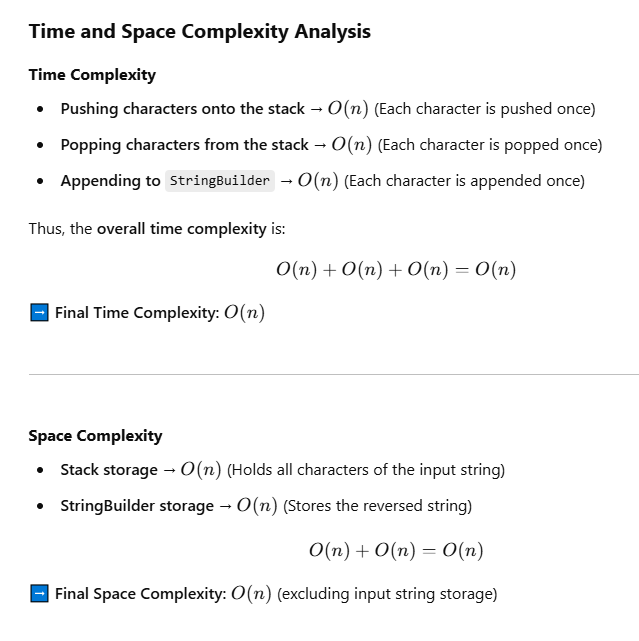 Time and Space Complexity Analysis
Time Complexity
• Pushing characters onto the stack → O(n) (Each character is pushed once)
• Popping characters from the stack → O(n) (Each character is popped once)
• Appending to StringBuilder → O(n) (Each character is appended once)
Thus, the overall time complexity is:
O(n) + O(n) + O(n) = O(n)
➡ Final Time Complexity: O(n)
Space Complexity
• Stack storage → O(n) (Holds all characters of the input string)
• StringBuilder storage → O(n) (Stores the reversed string)
O(n) + O(n) = O(n)
➡ Final Space Complexity: O(n) (excluding input string storage)